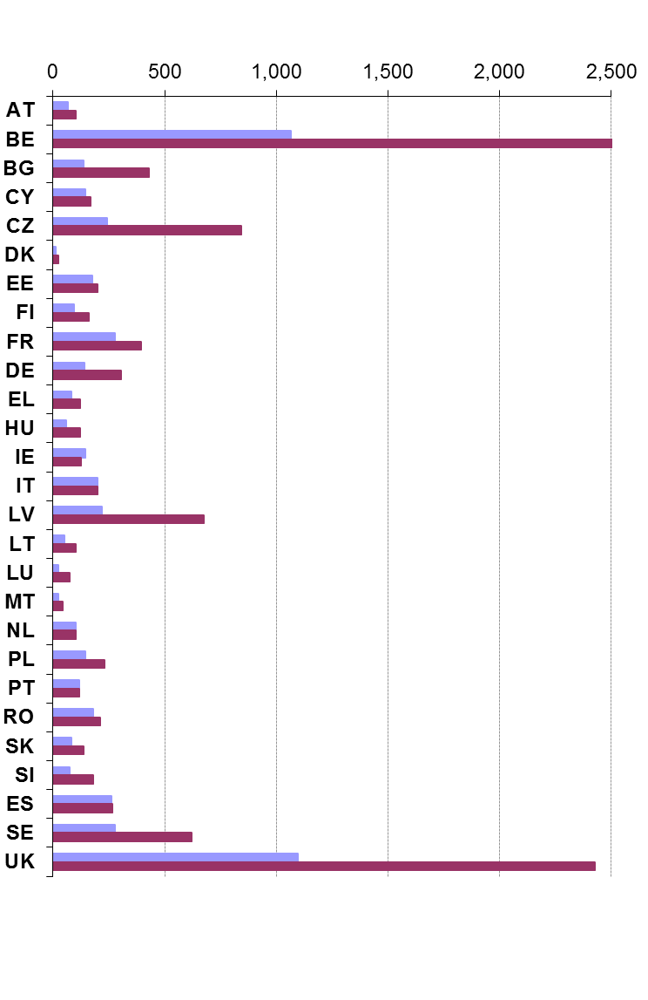 0 500 1,000 1,500 2,000 2,500
AT
BE
BG
CY
CZ
DK
EE
FI
FR
DE
EL
HU
IE
IT
LV
LT
LU
MT
NL
PL
PT
RO
SK
SI
ES
SE
UK